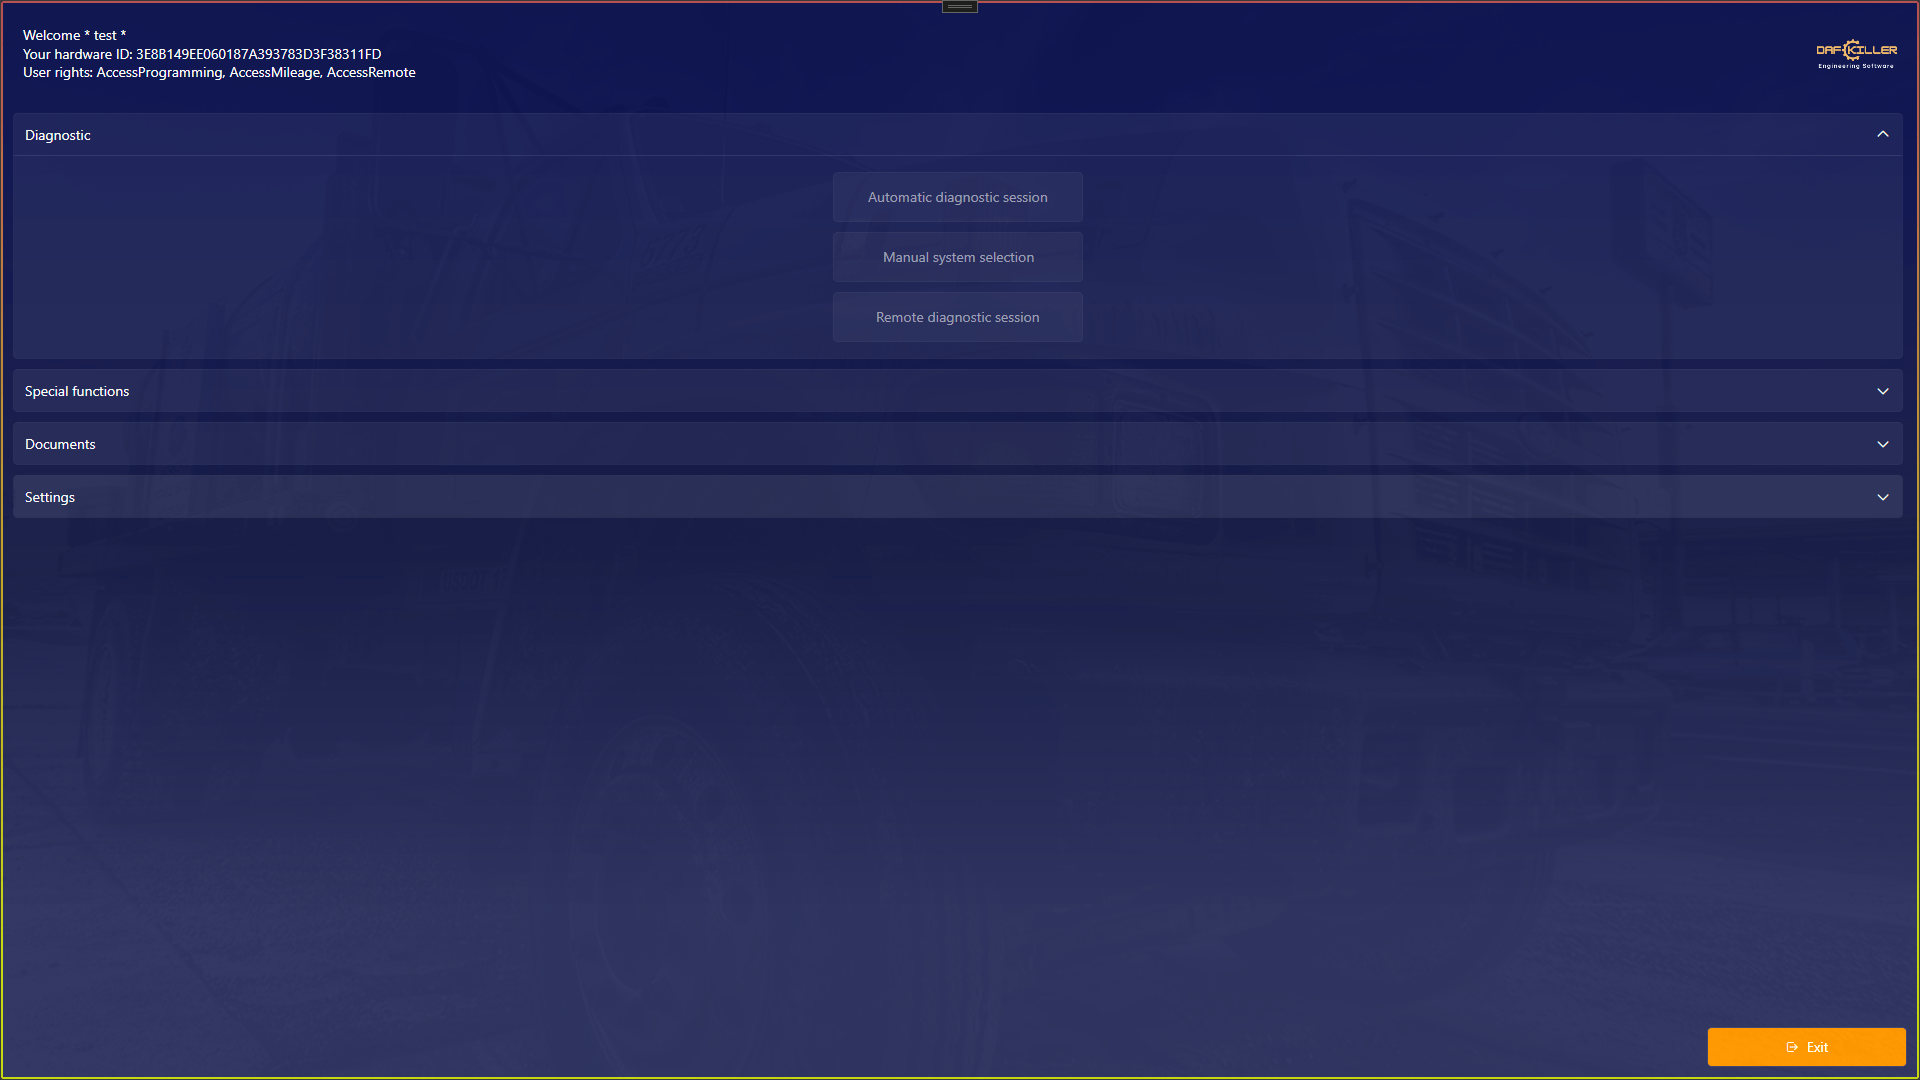 Welcome * test *
Your hardware ID: 3E8B149EE060187A393783D3F38311FD
User rights: AccessProgramming, AccessMileage, AccessRemote
DAF KILLER
Engineering Software
Diagnostic
Automatic diagnostic session
Manual system selection
Remote diagnostic session
Special functions
Documents
Settings
Exit